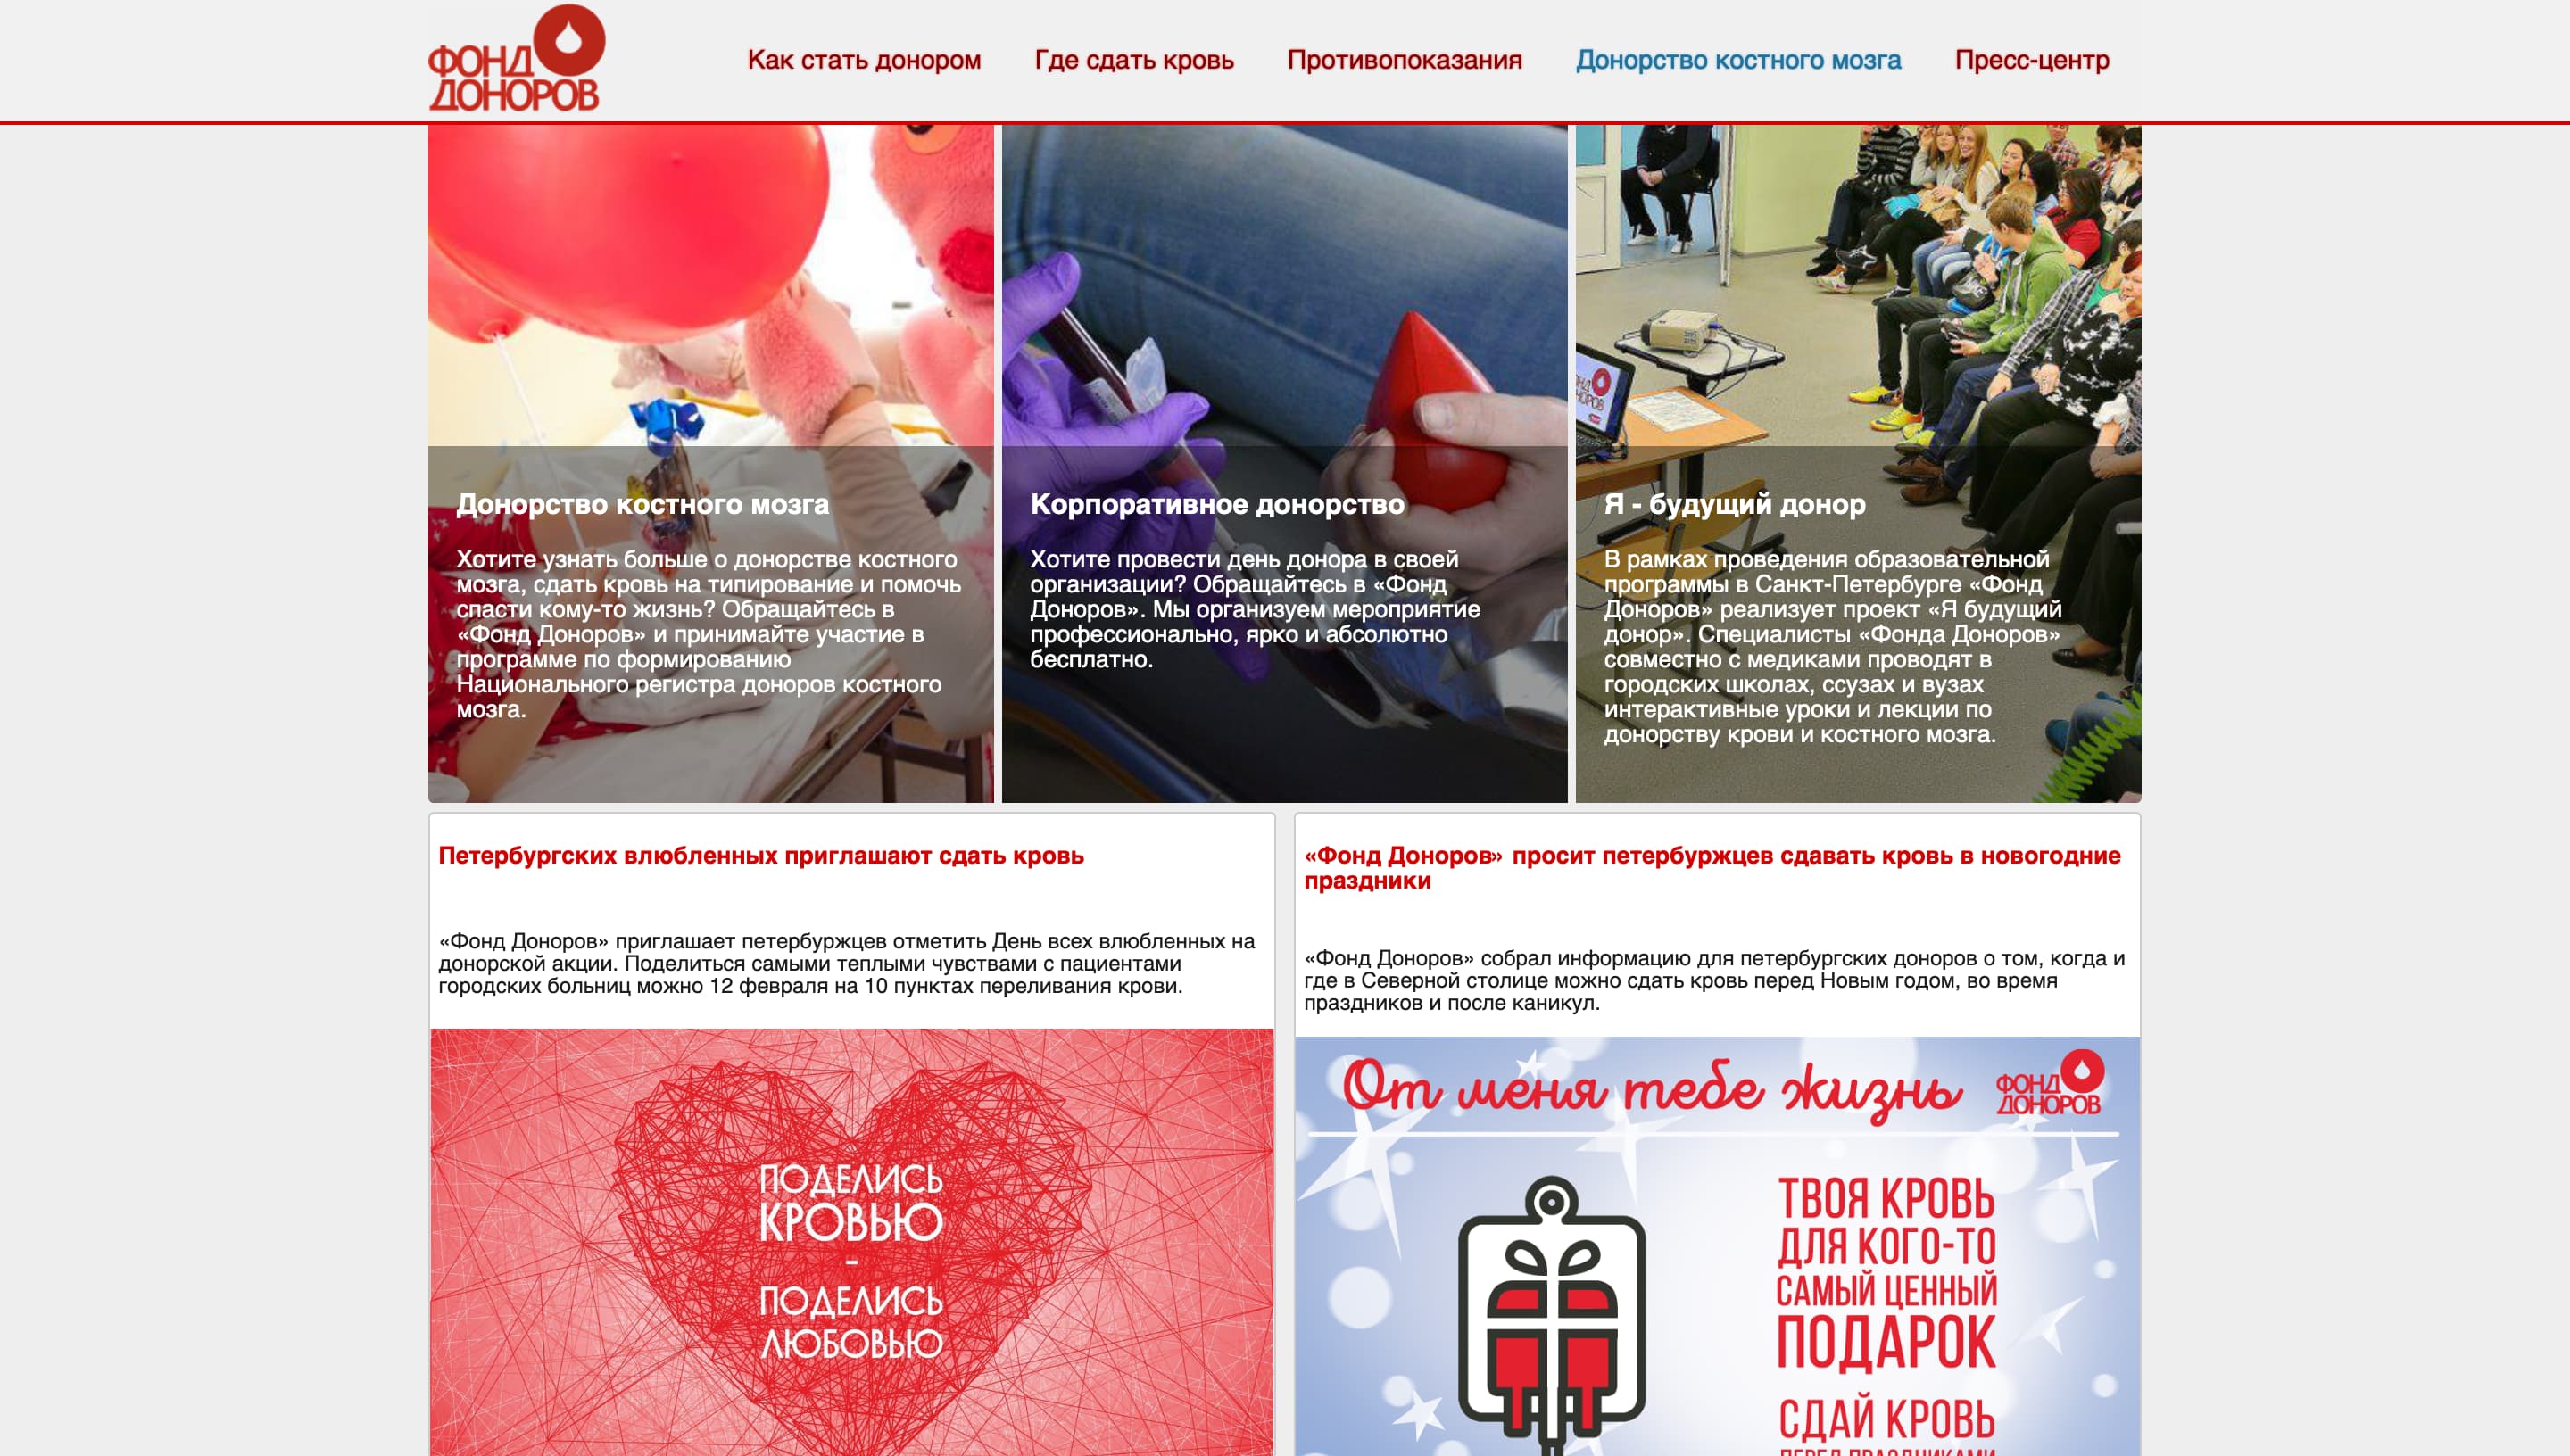 ФОНД
ДОНОРОВ
Как стать донором
Где сдать кровь
Противопоказания
Донорство костного мозга
Пресс-центр
Донорство костного мозга
Хотите узнать больше о донорстве костного
мозга, сдать кровь на типирование и помочь
спасти кому-то жизнь? Обращайтесь в
«Фонд Доноров» и принимайте участие в
программе по формированию
Национального регистра доноров костного
мозга.
Корпоративное донорство
Хотите провести день донора в своей
организации? Обращайтесь в «Фонд
Доноров». Мы организуем мероприятие
профессионально, ярко и абсолютно
бесплатно.
Я - будущий донор
В рамках проведения образовательной
программы в Санкт-Петербурге «Фонд
Доноров» реализует проект «Я будущий
донор». Специалисты «Фонда Доноров»
совместно с медиками проводят в
городских школах, ссузах и вузах
интерактивные уроки и лекции по
донорству крови и костного мозга.
Петербургских влюбленных приглашают сдать кровь
«Фонд Доноров» приглашает петербуржцев отметить День всех влюбленных на
донорской акции. Поделиться самыми теплыми чувствами с пациентами
городских больниц можно 12 февраля на 10 пунктах переливания крови.
ПОДЕЛИСЬ
КРОВЬЮ
-
ПОДЕЛИСЬ
ЛЮБОВЬЮ
«Фонд Доноров» просит петербуржцев сдавать кровь в новогодние
праздники
«Фонд Доноров» собрал информацию для петербургских доноров о том, когда и
где в Северной столице можно сдать кровь перед Новым годом, во время
праздников и после каникул.
От меня тебе жизнь
ФОНД
ДОНОРОВ
ТВОЯ КРОВЬ
ДЛЯ КОГО-ТО
САМЫЙ ЦЕННЫЙ
ПОДАРОК
СДАЙ КРОВЬ
ПЕРЕД ПРАЗДНИКАМИ